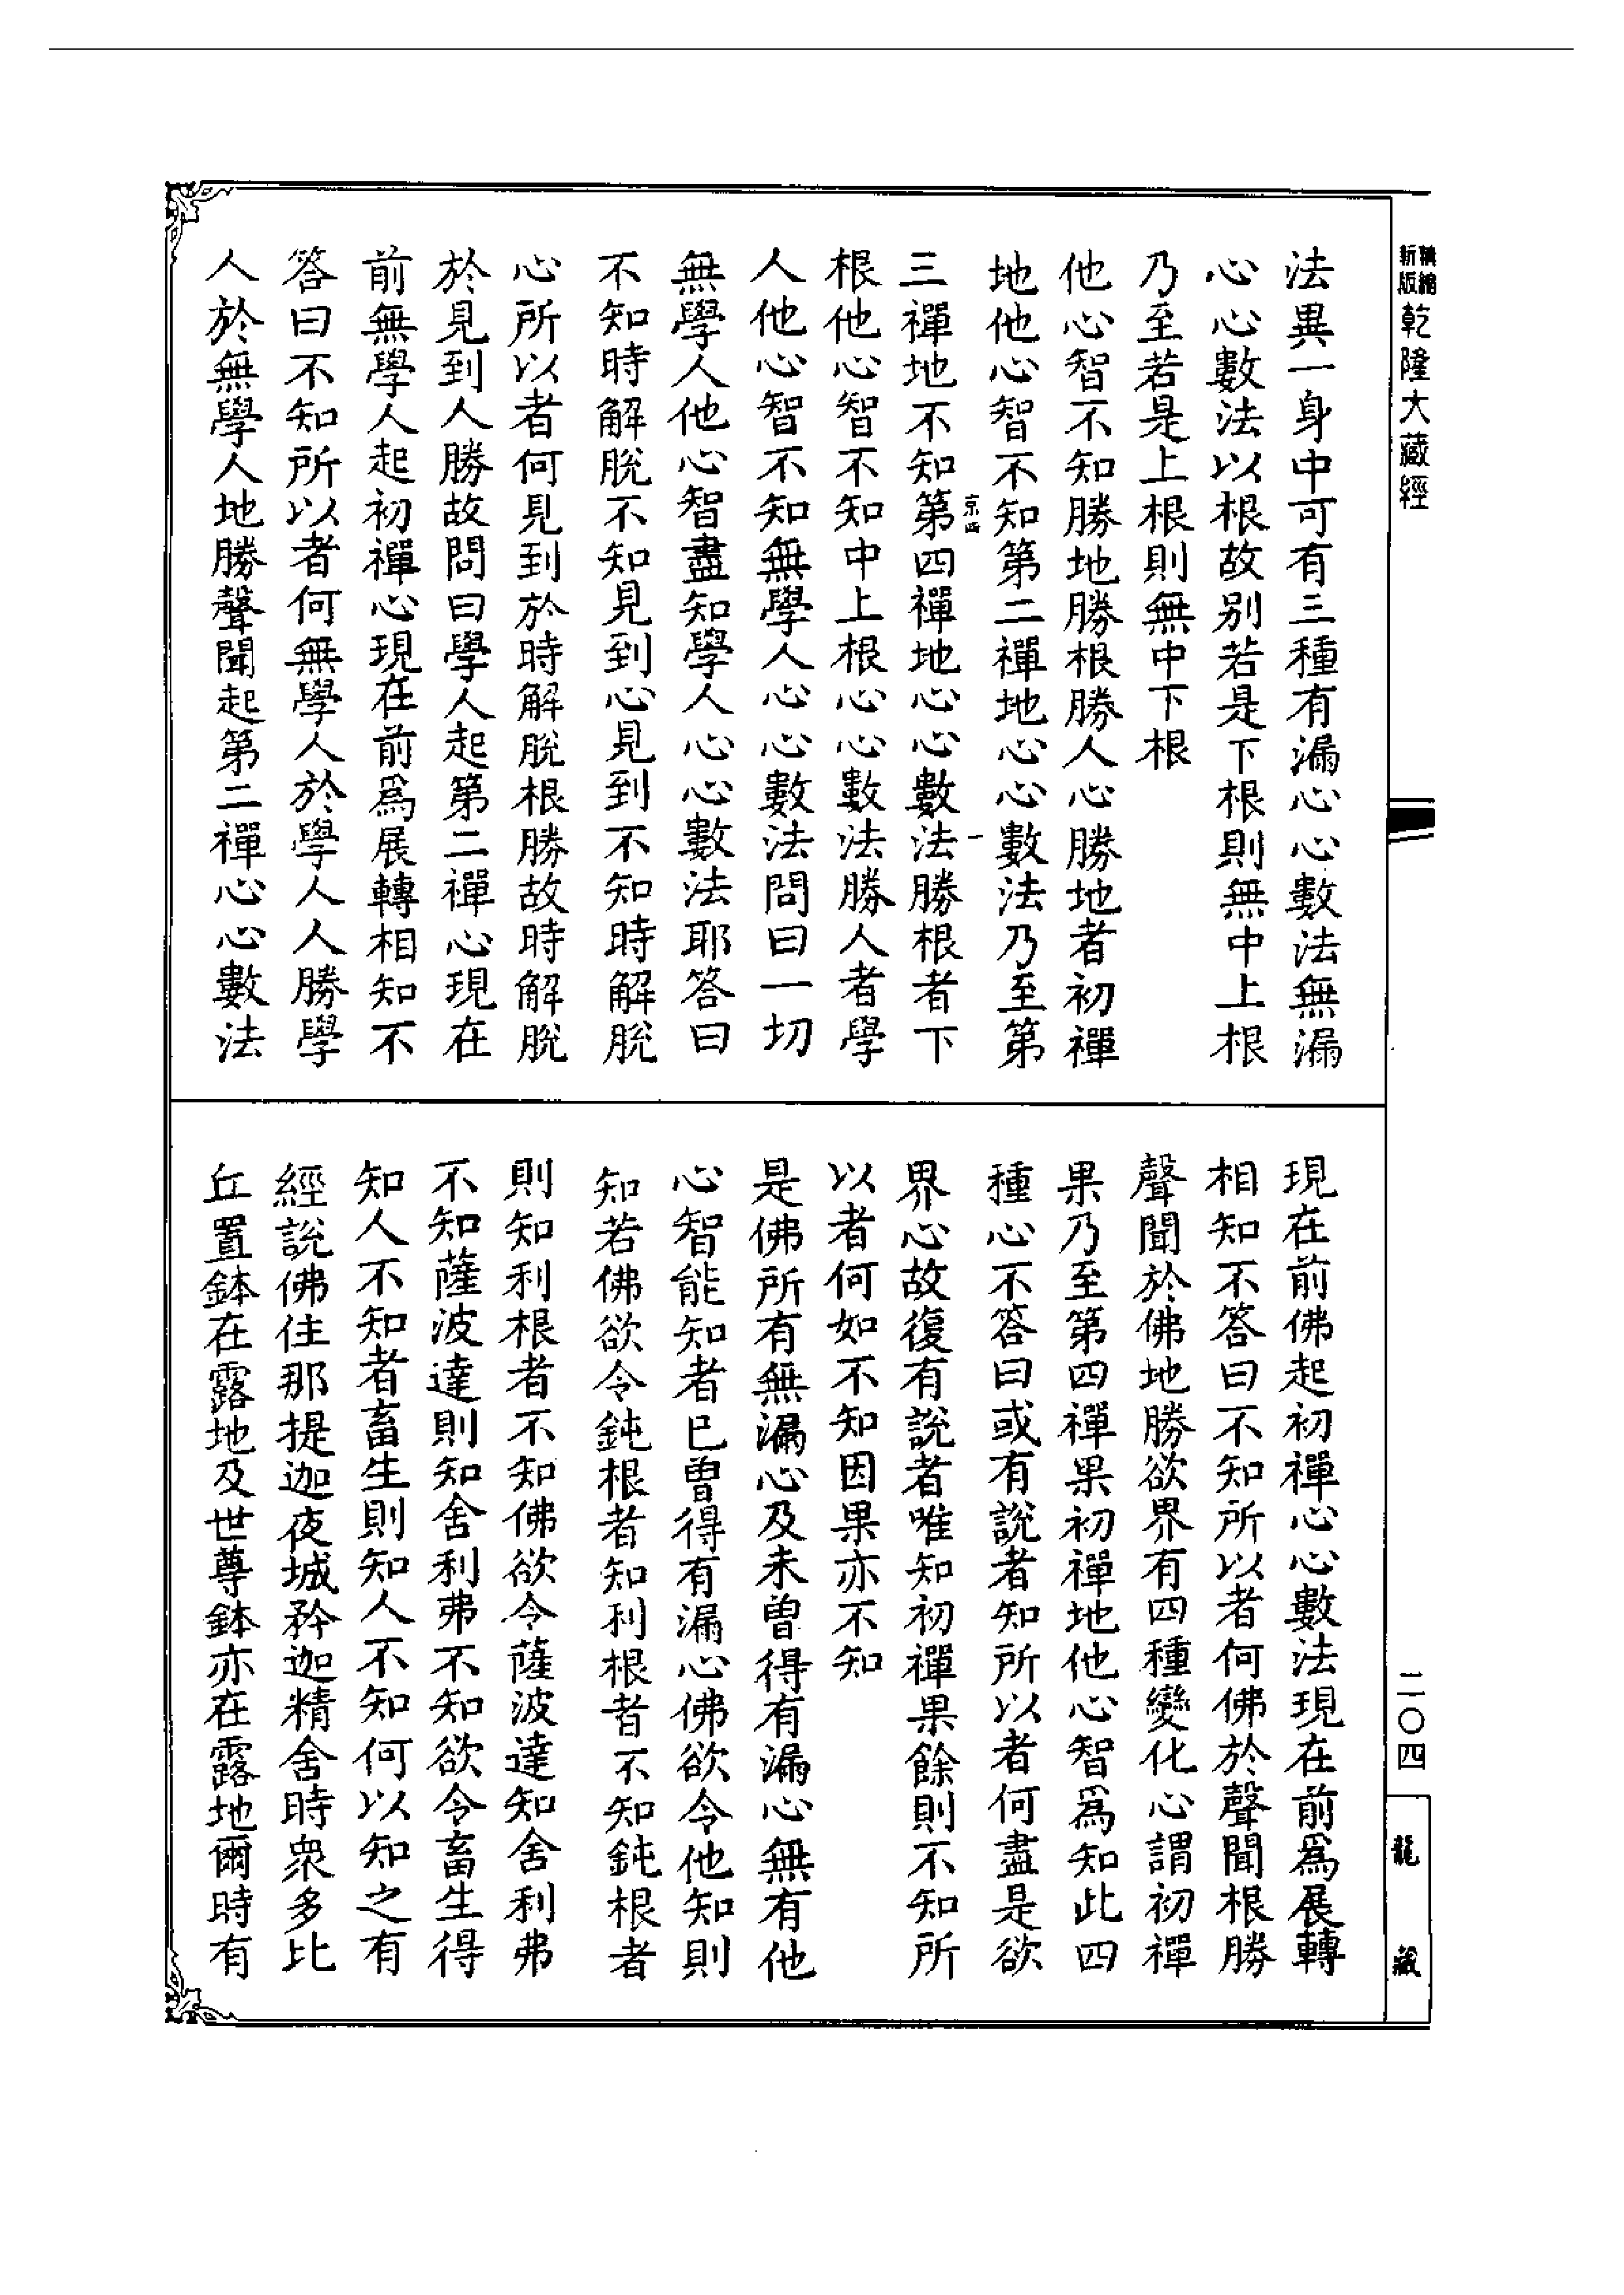 新版精縮乾隆大藏經
法異一身中可有三種有漏心心數法無漏
心心數法以根故別若是下根則無中上根
乃至若是上根則無中下根
他心智不知勝地勝根勝人心勝地者初禪
地他心智不知第二禪地心心數法乃至第
三禪地不知第四禪地心心數法勝根者下
根他心智不知中上根心心數法勝人者學
人他心智不知無學人心心數法問曰一切
無學人他心智盡知學人心心數法耶答曰
不知時解脫不知見到心見到不知時解脫
心所以者何見到於時解脫根勝故時解脫
於見到人勝故問曰學人起第二禪心現在
前無學人起初禪心現在前爲展轉相知不
答曰不知所以者何無學人於學人人勝學
人於無學人地勝聲聞起第二禪心心數法
現在前佛起初禪心心數法現在前爲展轉
相知不答曰不知所以者何佛於聲聞根勝
聲聞於佛地勝欲界有四種變化心謂初禪
果乃至第四禪果初禪地他心智爲知此四
種心不答曰或有說者知所以者何盡是欲
界心故復有說者唯知初禪果餘則不知所
以者何如不知因果亦不知
是佛所有無漏心及未曾得有漏心無有他
心智能知者已曾得有漏心佛欲令他知則
知若佛欲令鈍根者知利根者不知鈍根者
則知利根者不知佛欲令薩波達知舍利弗
不知薩波達則知舍利弗不知欲令畜生得
知人不知者畜生則知人不知何以知之有
經說佛住那提迦夜城矜迦精舍時衆多比
丘置鉢在露地及世尊鉢亦在露地爾時有
二〇四
龍藏